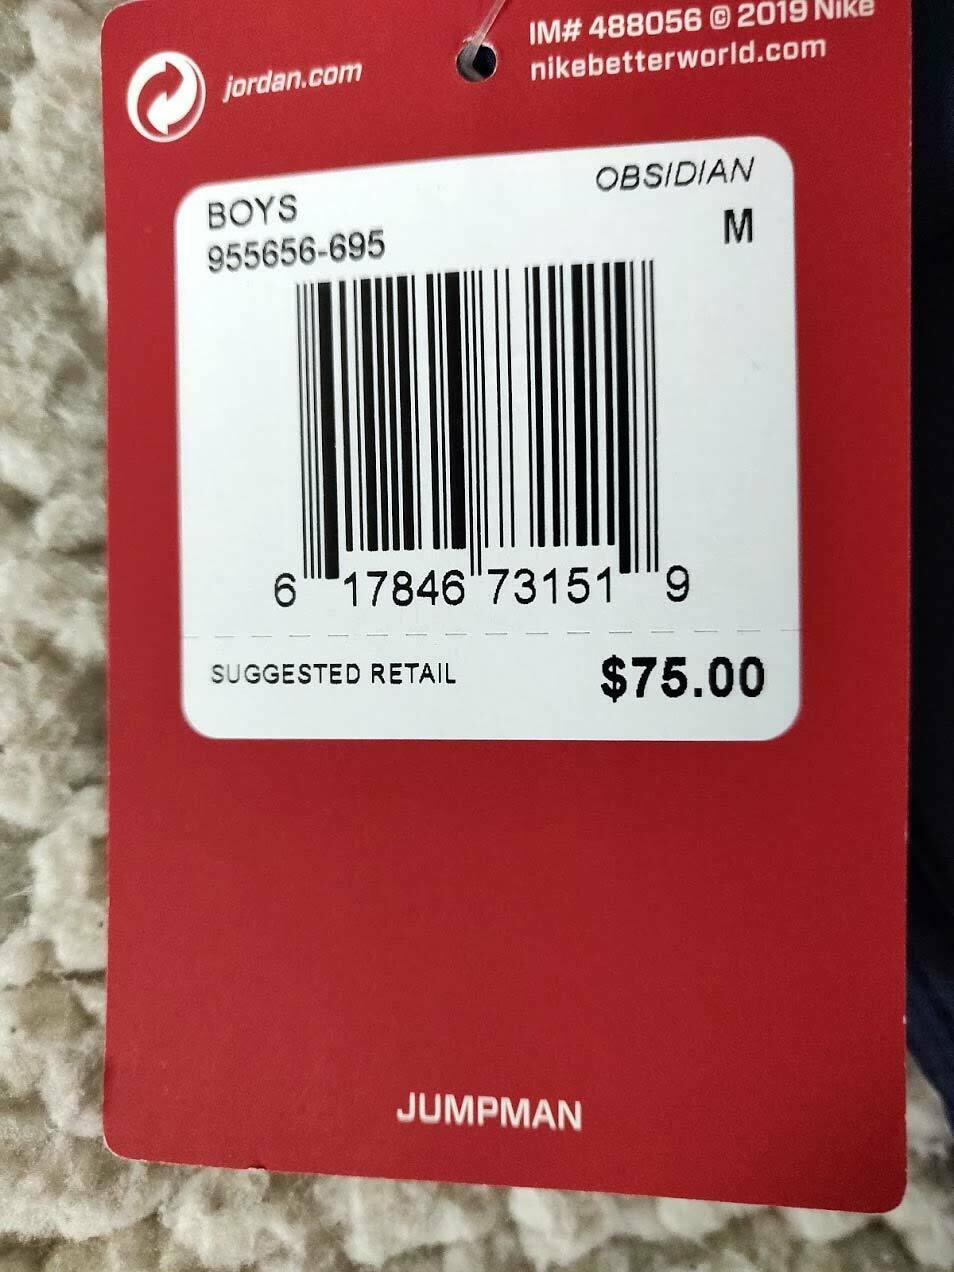 IM# 488056 © 2019 Nike
jordan.com
nikebetterworld.com
OBSIDIAN
BOYS
M
955656-695
6 17846 73151 9
SUGGESTED RETAIL $75.00
JUMPMAN